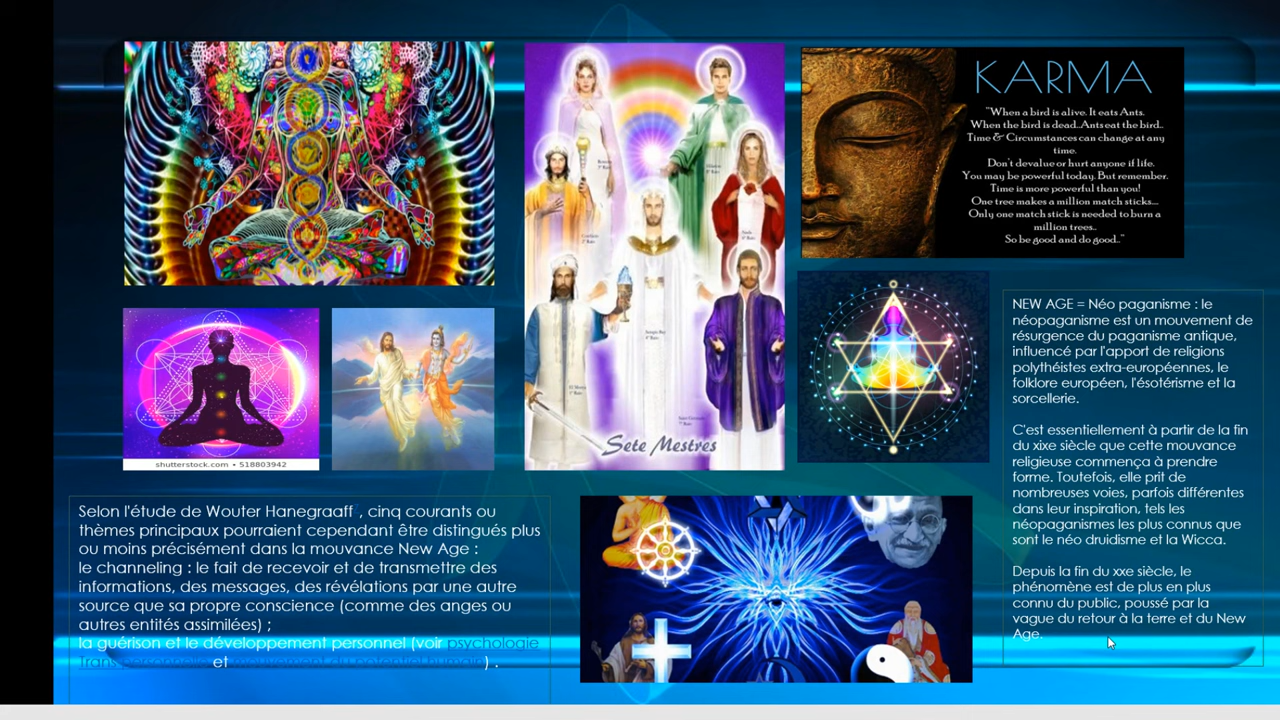 KARMA
"When a bird is alive. It eats Ants.
When the bird is dead..Ants eat the bird..
Time & Circumstances can change at any
time.
Don't devalue or hurt anyone if life.
You may be powerful today. But remember.
Time is more powerful than you!
One tree makes a million match sticks....
Only one match stick is needed to burn a
million trees..
So be good and do good.."
Sete Mestres
shutterstock.com • 518803942
NEW AGE = Néo paganisme : le
néopaganisme est un mouvement de
résurgence du paganisme antique,
influencé par l'apport de religions
polythéistes extra-européennes, le
folklore européen, l'ésotérisme et la
sorcellerie.
C'est essentiellement à partir de la fin
du xixe siècle que cette mouvance
religieuse commença à prendre
forme. Toutefois, elle prit de
nombreuses voies, parfois différentes
dans leur inspiration, tels les
néopaganismes les plus connus que
sont le néo druidisme et la Wicca.
Depuis la fin du xxe siècle, le
phénomène est de plus en plus
connu du public, poussé par la
vague du retour à la terre et du New
Age.
Selon l'étude de Wouter Hanegraaff , cinq courants ou
thèmes principaux pourraient cependant être distingués plus
ou moins précisément dans la mouvance New Age :
le channeling : le fait de recevoir et de transmettre des
informations, des messages, des révélations par une autre
source que sa propre conscience (comme des anges ou
autres entités assimilées) ;
la guérison et le développement personnel (voir psychologie
Transpersonnelle et mouvement du potentiel humain) .